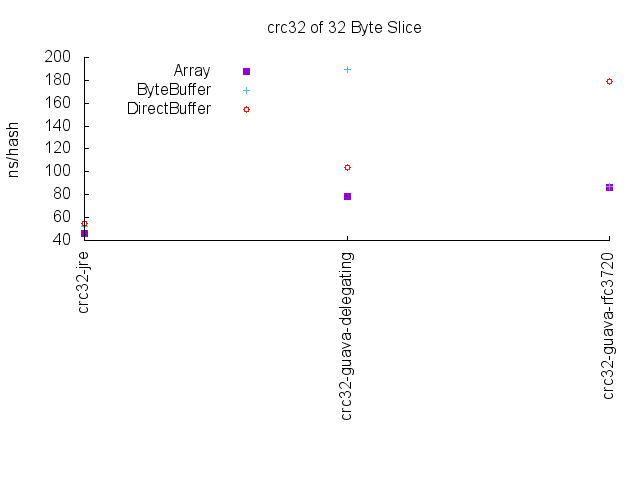 crc32 of 32 Byte Slice
ns/hash
200
180
160
140
120
100
80
60
40
Array
ByteBuffer
DirectBuffer
crc32-jre
crc32-guava-delegating
crc32-guava-rfc3720